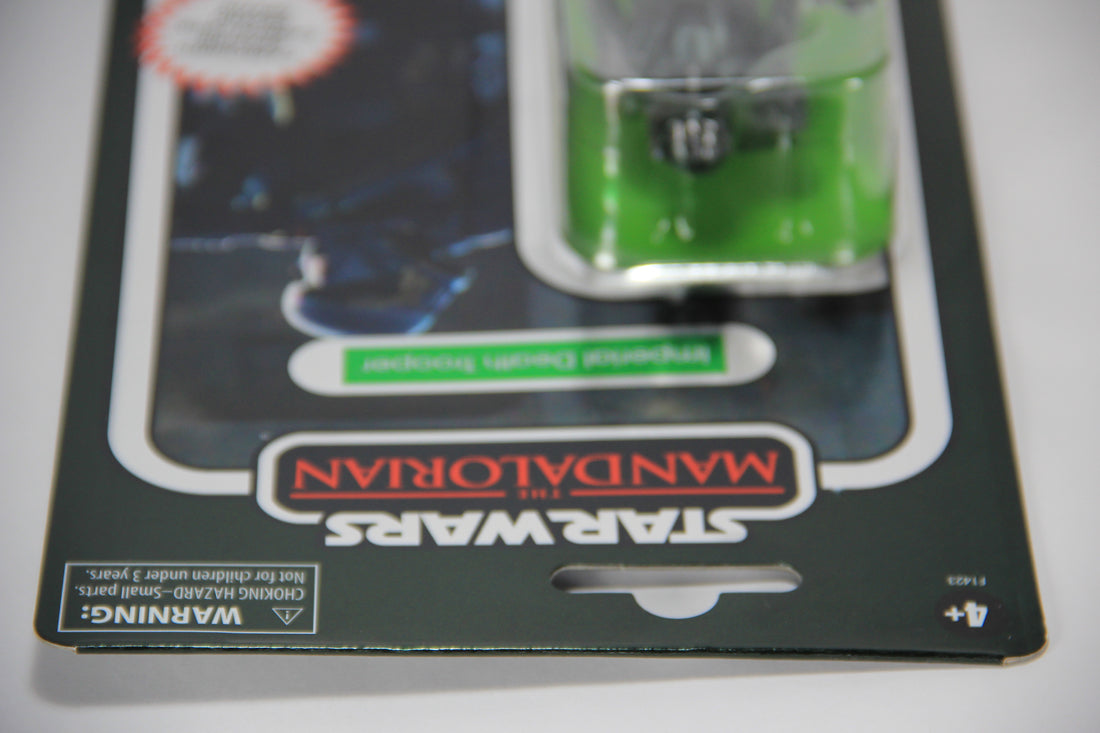 WARNING:
CHOKING HAZARD–Small parts.
Not for children under 3 years.
4+
F1423
STAR WARS
THE
MANDALORIAN
Imperial Death Trooper